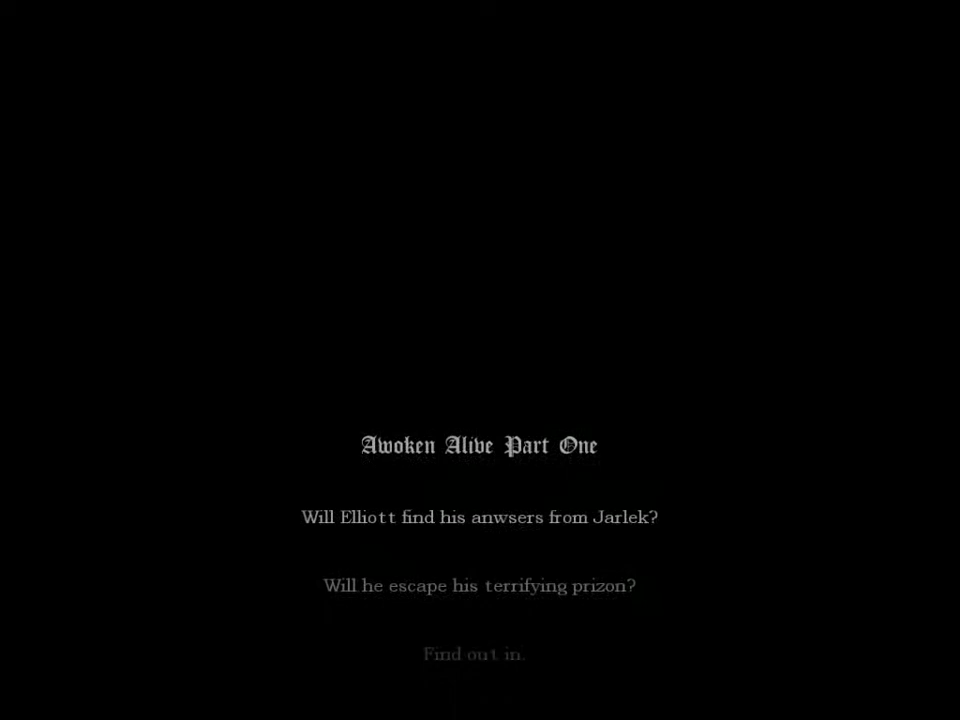 Awoken Alive Part One
Will Elliott find his anwsers from Jarlek?
Will he escape his terrifying prizon?
Find out in.